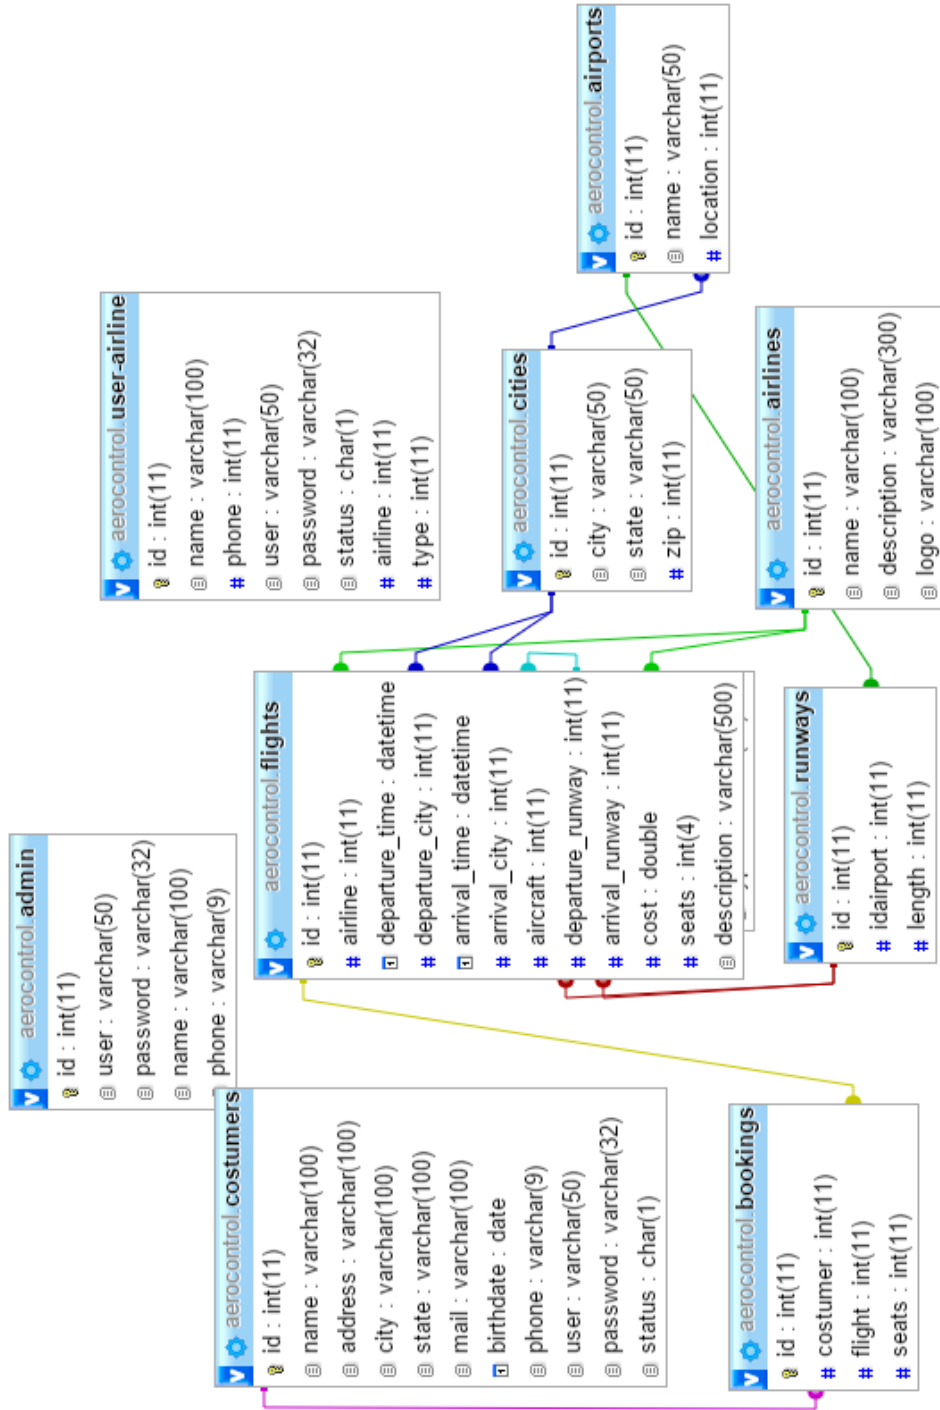 v aerocontrol.admin
id : int(11)
user : varchar(50)
password : varchar(32)
name : varchar(100)
phone : varchar(9)
v aerocontrol.user-airline
id : int(11)
name : varchar(100)
# phone : int(11)
user : varchar(50)
password : varchar(32)
status : char(1)
# airline : int(11)
# type : int(11)
v aerocontrol.costumers
id : int(11)
name : varchar(100)
address : varchar(100)
city : varchar(100)
state : varchar(100)
mail : varchar(100)
birthdate : date
phone : varchar(9)
user : varchar(50)
password : varchar(32)
status : char(1)
v aerocontrol.flights
id : int(11)
# airline : int(11)
departure_time : datetime
# departure_city : int(11)
arrival_time : datetime
# arrival_city : int(11)
# aircraft : int(11)
# departure_runway : int(11)
# arrival_runway : int(11)
# cost : double
# seats : int(4)
description : varchar(500)
v aerocontrol.cities
id : int(11)
city : varchar(50)
state : varchar(50)
# zip : int(11)
v aerocontrol.airports
id : int(11)
name : varchar(50)
# location : int(11)
v aerocontrol.bookings
id : int(11)
# costumer : int(11)
# flight : int(11)
# seats : int(11)
v aerocontrol.runways
id : int(11)
# idairport : int(11)
# length : int(11)
v aerocontrol.airlines
id : int(11)
name : varchar(100)
description : varchar(300)
logo : varchar(100)